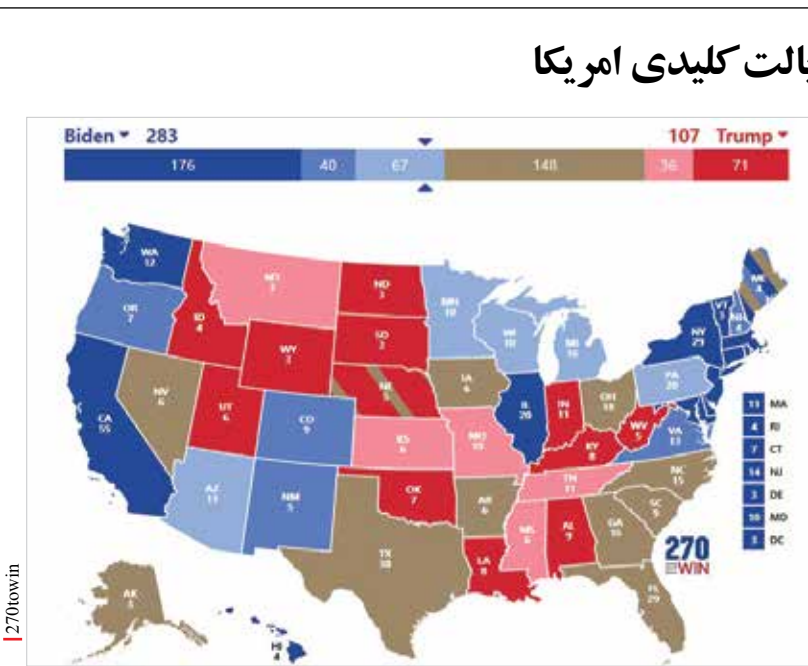 الت کلیدی امریکا
Biden 283
107 Trump
176 40 67 148 36 71
WA
12
OR
7
CA
55
NV
6
ID
4
MT
3
WY
3
UT
6
AZ
11
CO
9
NM
5
ND
3
SD
3
NE
5
KS
6
OK
7
TX
38
MN
10
IA
6
MO
10
AR
6
LA
8
WI
10
IL
20
MI
16
IN
11
OH
18
KY
8
TN
11
MS
6
AL
9
GA
16
FL
29
SC
9
NC
15
VA
13
WV
5
PA
20
NY
29
VT
3
NH
4
ME
4
AK
3
HI
4
11 MA
4 RI
7 CT
14 NJ
3 DE
10 MD
3 DC
270
WIN
270towin